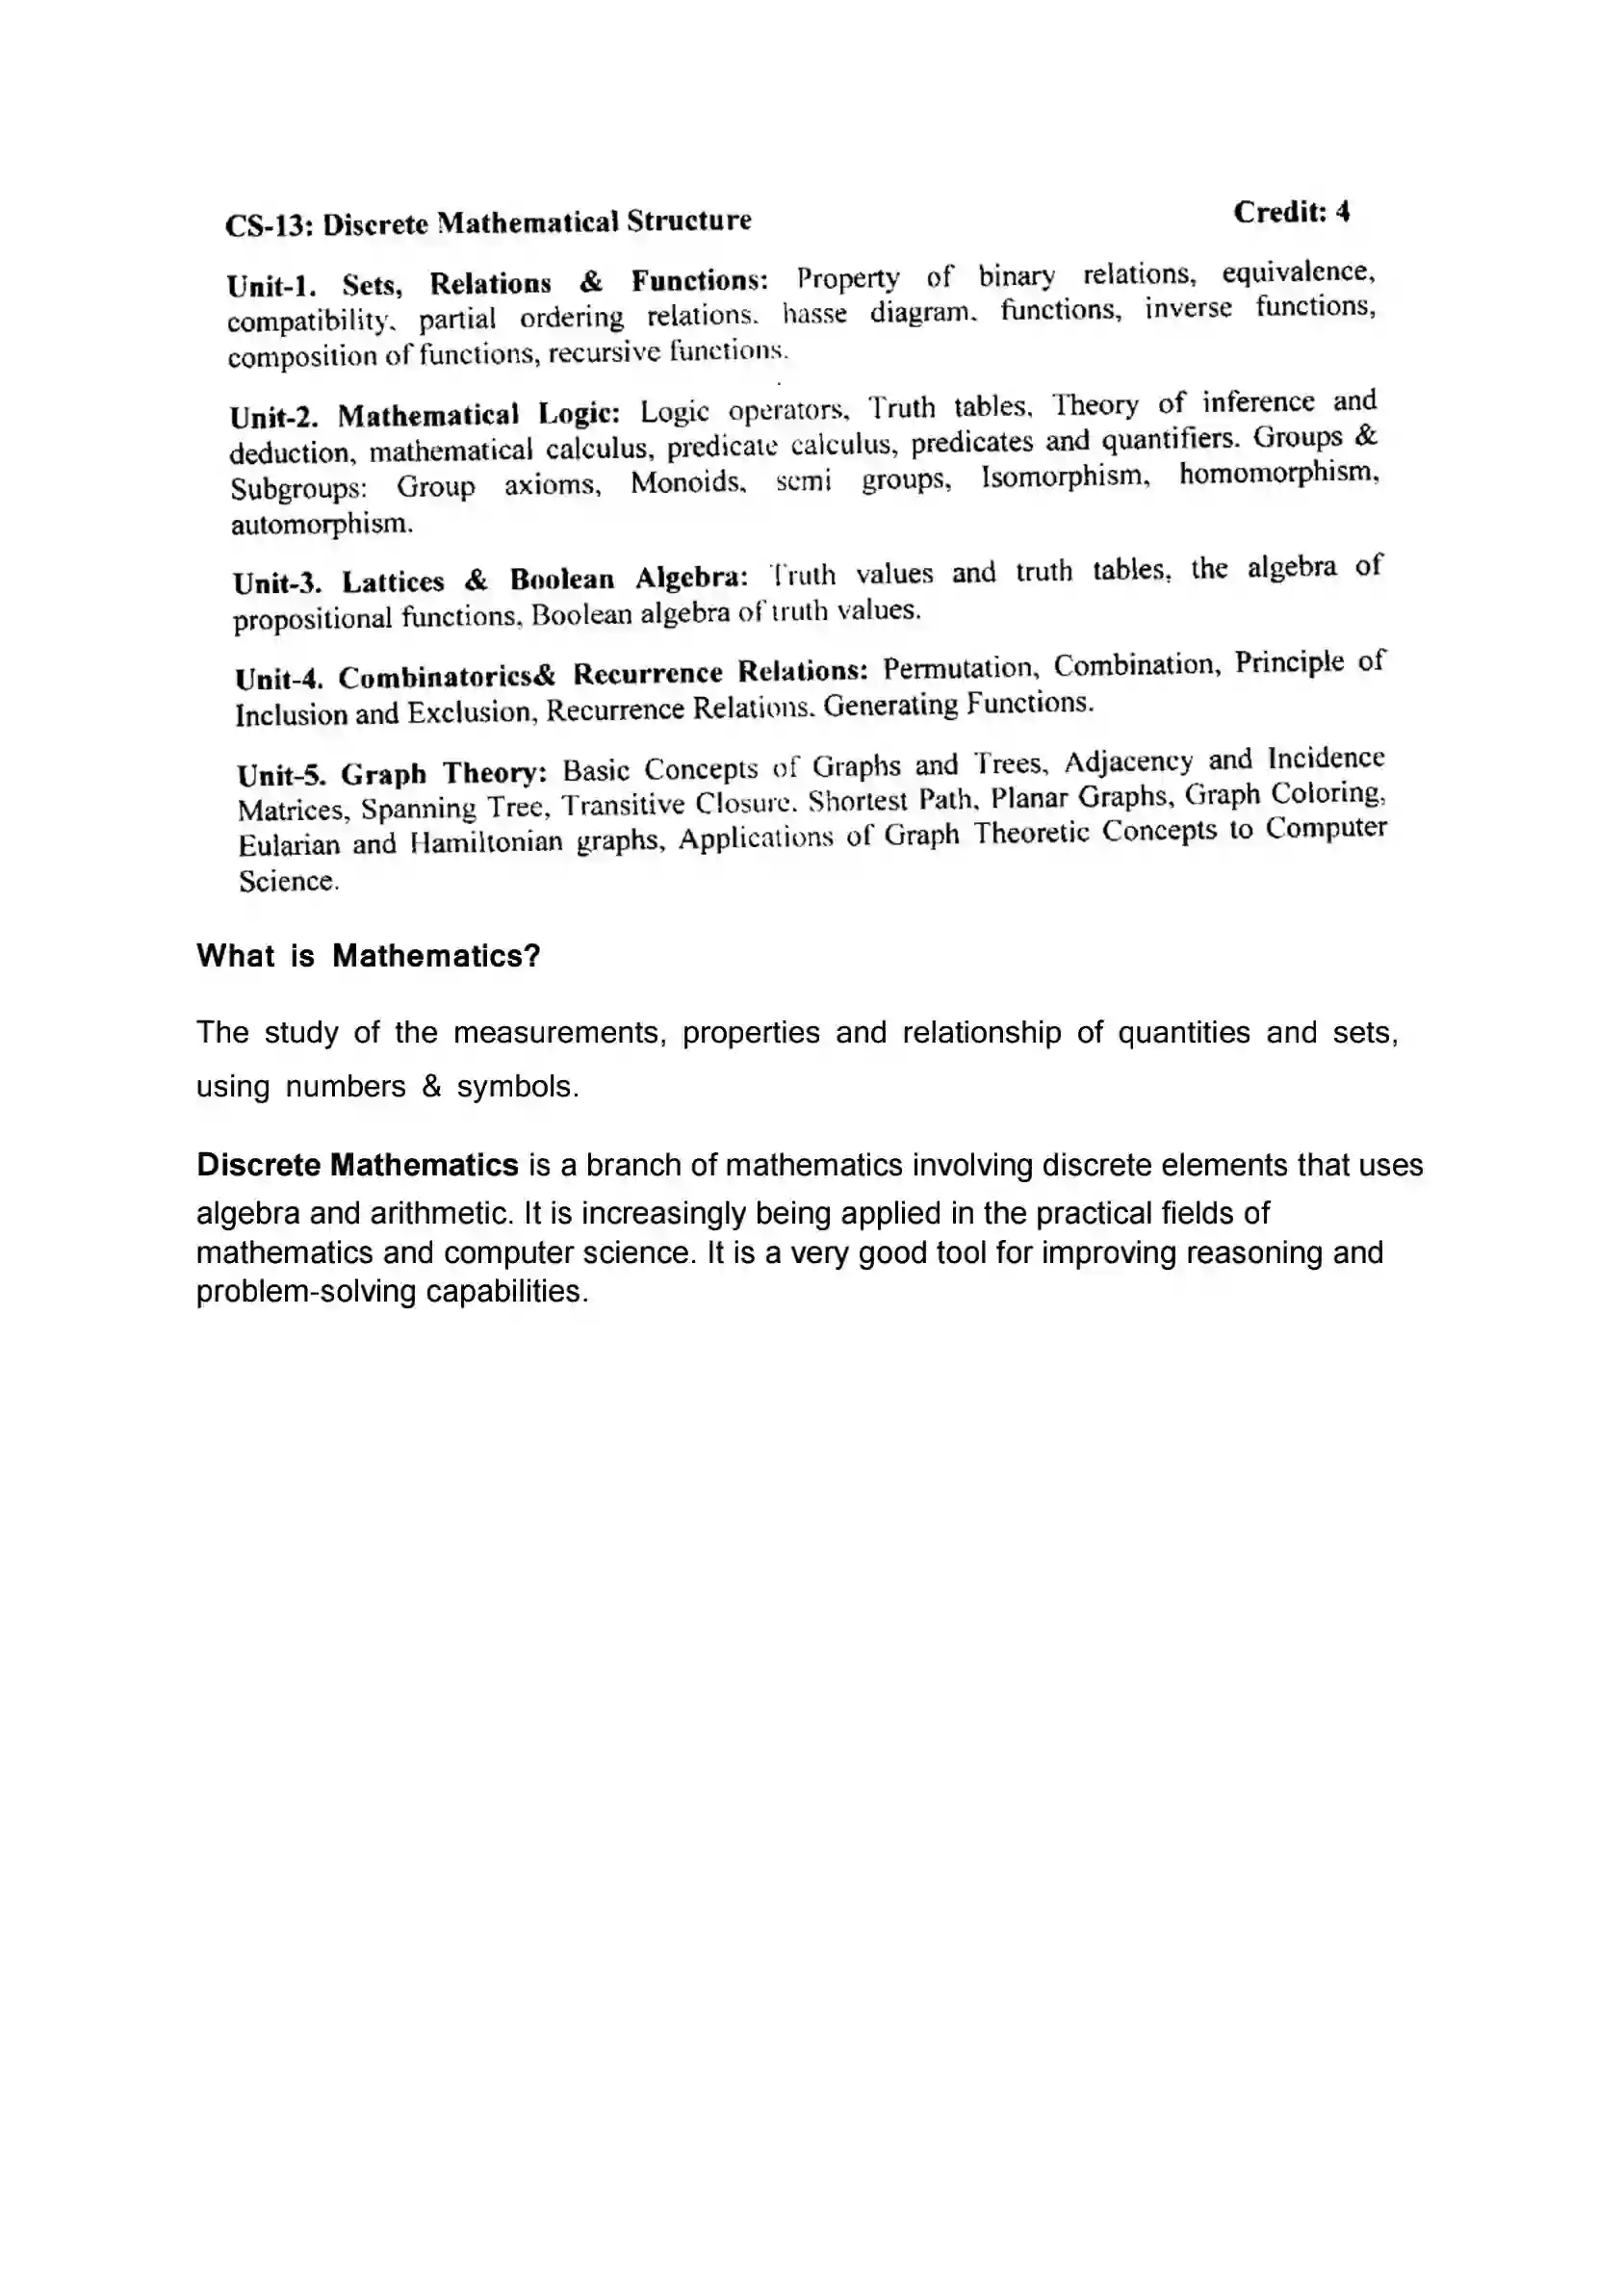 CS-13: Discrete Mathematical Structure Credit: 4
Unit-1. Sets, Relations & Functions: Property of binary relations, equivalence,
compatibility. partial ordering relations. hasse diagram. functions, inverse functions,
composition of functions, recursive functions.
Unit-2. Mathematical Logic: Logic operators, Truth tables, Theory of inference and
deduction, mathematical calculus, predicate calculus, predicates and quantifiers. Groups &
Subgroups: Group axioms, Monoids, semi groups, Isomorphism, homomorphism,
automorphism.
Unit-3. Lattices & Boolean Algebra: Truth values and truth tables, the algebra of
propositional functions, Boolean algebra of truth values.
Unit-4. Combinatorics& Recurrence Relations: Permutation, Combination, Principle of
Inclusion and Exclusion, Recurrence Relations. Generating Functions.
Unit-5. Graph Theory: Basic Concepts of Graphs and Trees, Adjacency and Incidence
Matrices, Spanning Tree, Transitive Closure. Shortest Path, Planar Graphs, Graph Coloring,
Eularian and Hamiltonian graphs, Applications of Graph Theoretic Concepts to Computer
Science.
What is Mathematics?
The study of the measurements, properties and relationship of quantities and sets,
using numbers & symbols.
Discrete Mathematics is a branch of mathematics involving discrete elements that uses
algebra and arithmetic. It is increasingly being applied in the practical fields of
mathematics and computer science. It is a very good tool for improving reasoning and
problem-solving capabilities.